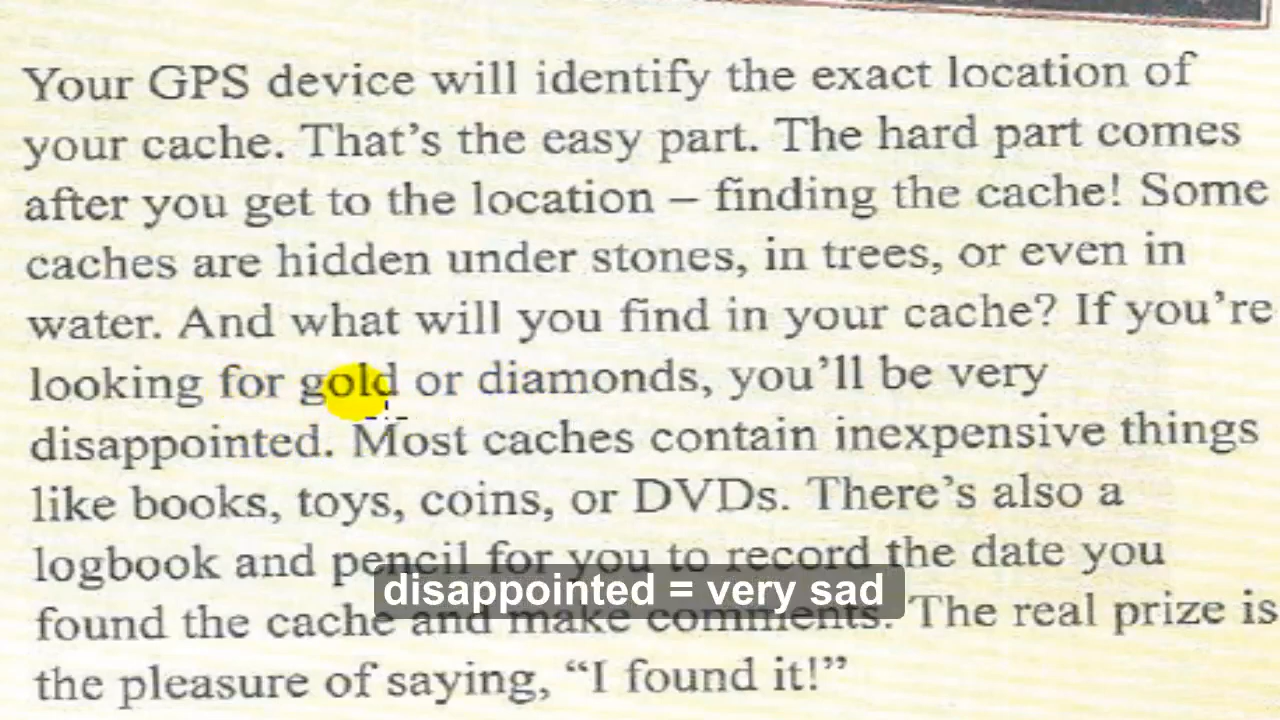 Your GPS device will identify the exact location of
your cache. That's the easy part. The hard part comes
after you get to the location – finding the cache! Some
caches are hidden under stones, in trees, or even in
water. And what will you find in your cache? If you're
looking for gold or diamonds, you'll be very
disappointed. Most caches contain inexpensive things
like books, toys, coins, or DVDs. There's also a
logbook and pencil for you to record the date you
disappointed = very sad
found the cache and make comments. The real prize is
the pleasure of saying, “I found it!”